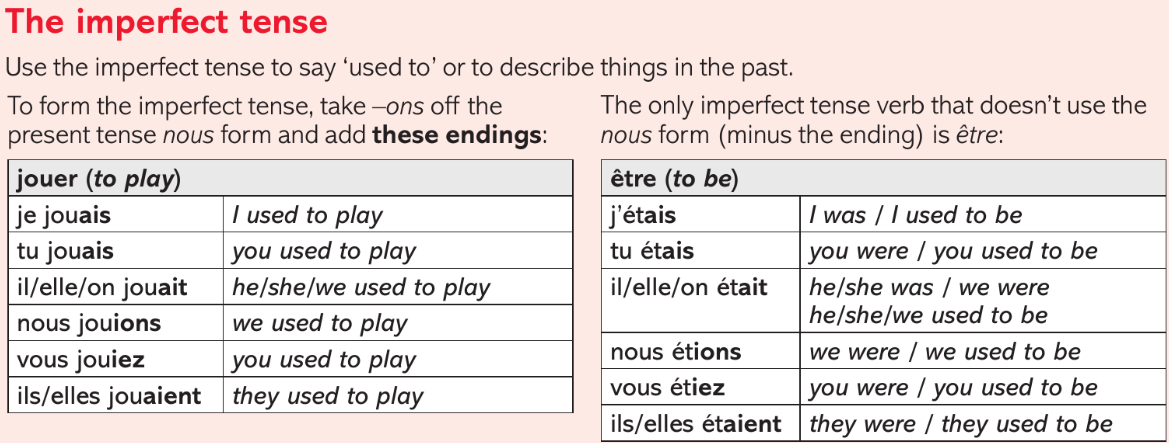 The imperfect tense
Use the imperfect tense to say ‘used to’ or to describe things in the past.
To form the imperfect tense, take –ons off the
present tense nous form and add these endings:
jouer (to play)
je jouais I used to play
tu jouais you used to play
il/elle/on jouait he/she/we used to play
nous jouions we used to play
vous jouiez you used to play
ils/elles jouaient they used to play
The only imperfect tense verb that doesn’t use the
nous form (minus the ending) is être:
être (to be)
j’étais I was / I used to be
tu étais you were / you used to be
il/elle/on était he/she was / we were
he/she/we used to be
nous étions we were / we used to be
vous étiez you were / you used to be
ils/elles étaient they were / they used to be